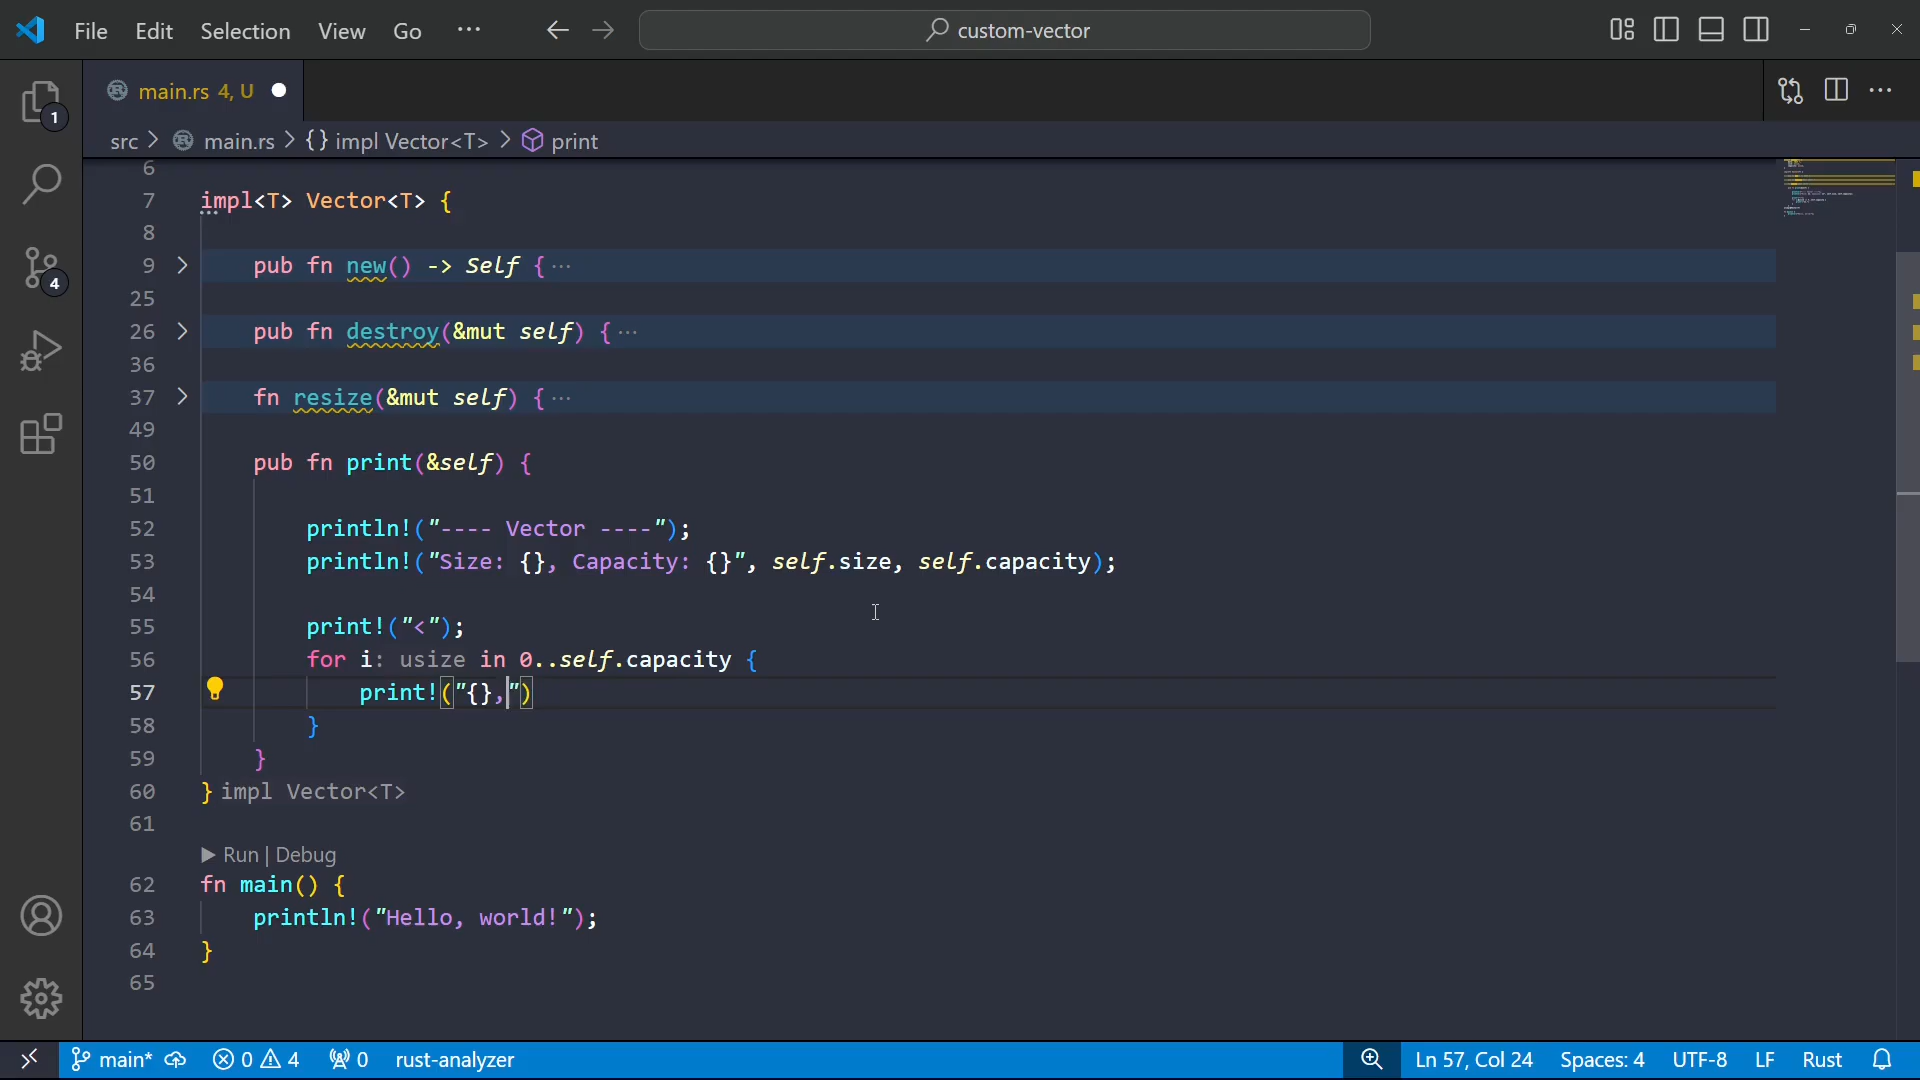 File Edit Selection View Go ··· custom-vector
main.rs 4, U
src > main.rs > {} impl Vector<T> > print
6
7 impl<T> Vector<T> {
8
9 pub fn new() -> Self { ···
25
26 pub fn destroy(&mut self) { ···
36
37 fn resize(&mut self) { ···
49
50 pub fn print(&self) {
51
52 println!("---- Vector ----");
53 println!("Size: {}, Capacity: {}", self.size, self.capacity);
54
55 print!("<");
56 for i: usize in 0..self.capacity {
57 print!("{},")
58 }
59 }
60 } impl Vector<T>
61
Run | Debug
62 fn main() {
63 println!("Hello, world!");
64 }
65
1
4
main* 0 4 0 rust-analyzer Ln 57, Col 24 Spaces: 4 UTF-8 LF Rust